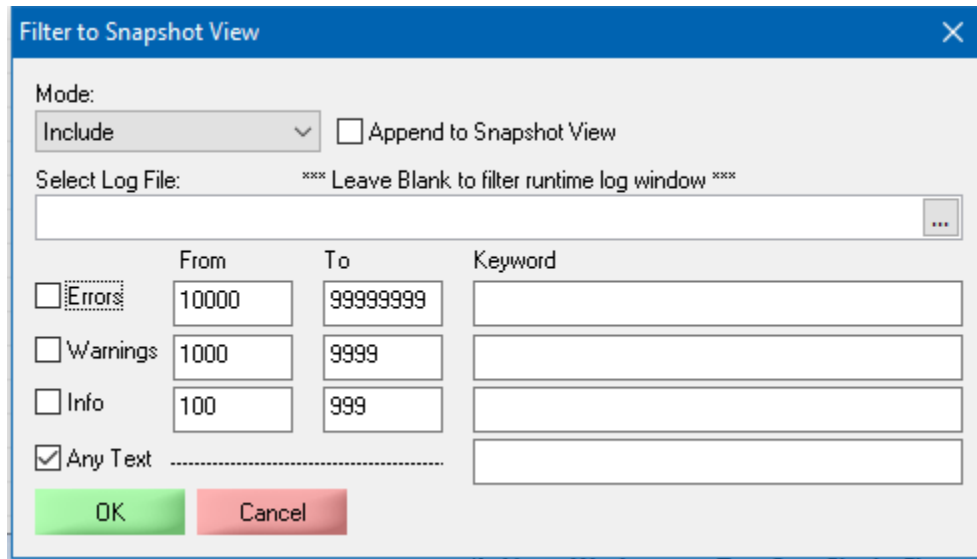 Filter to Snapshot View
Mode:
Include Append to Snapshot View
Select Log File: *** Leave Blank to filter runtime log window ***
...
From To Keyword
Errors 10000 99999999
Warnings 1000 9999
Info 100 999
Any Text
OK Cancel